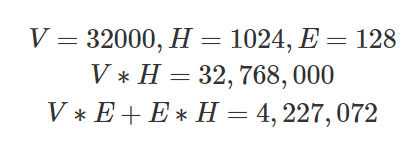 V = 32000, H = 1024, E = 128
V * H = 32, 768, 000
V * E + E * H = 4, 227, 072